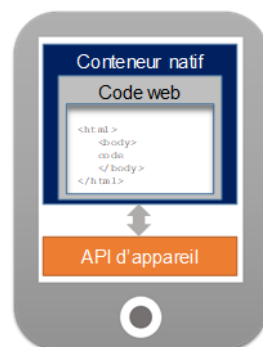 Conteneur natif
Code web
<html>
<body>
code
</body>
</html>
API d'appareil